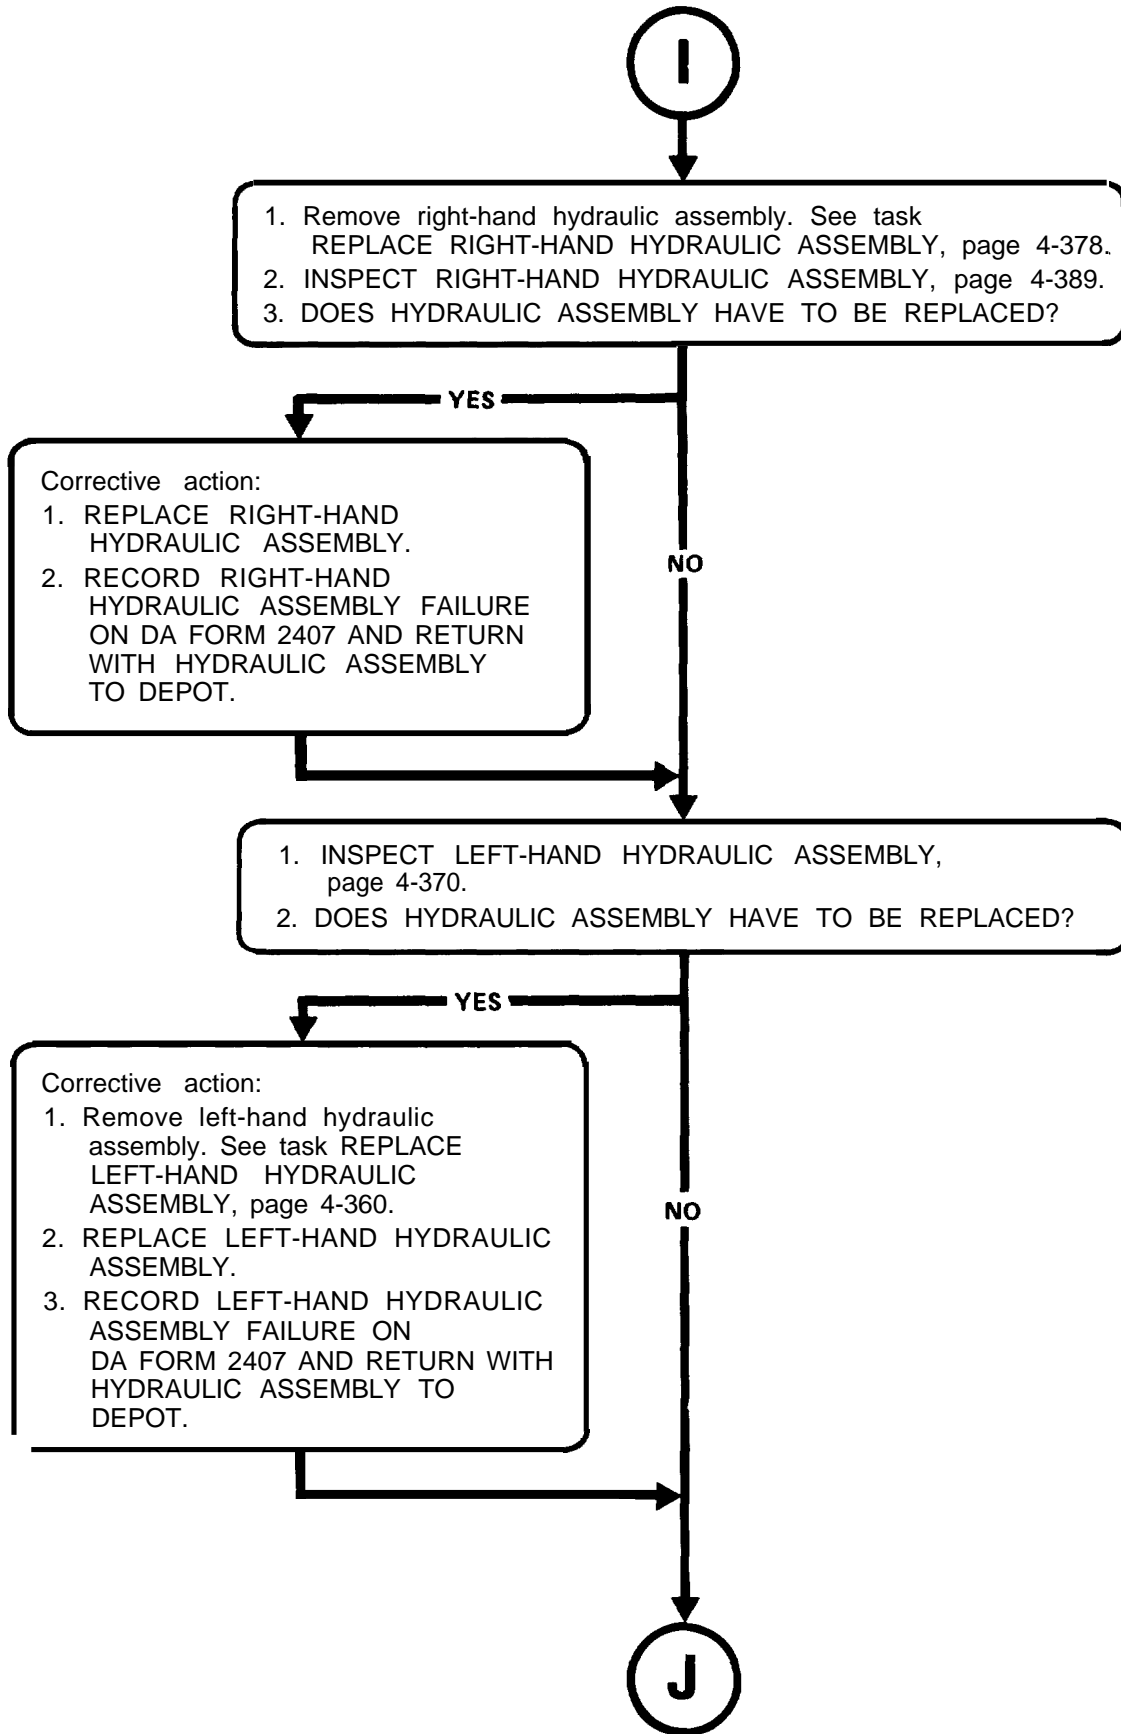 I
1. Remove right-hand hydraulic assembly. See task
REPLACE RIGHT-HAND HYDRAULIC ASSEMBLY, page 4-378.
2. INSPECT RIGHT-HAND HYDRAULIC ASSEMBLY, page 4-389.
3. DOES HYDRAULIC ASSEMBLY HAVE TO BE REPLACED?
YES
Corrective action:
1. REPLACE RIGHT-HAND
HYDRAULIC ASSEMBLY.
2. RECORD RIGHT-HAND
HYDRAULIC ASSEMBLY FAILURE
ON DA FORM 2407 AND RETURN
WITH HYDRAULIC ASSEMBLY
TO DEPOT.
NO
1. INSPECT LEFT-HAND HYDRAULIC ASSEMBLY,
page 4-370.
2. DOES HYDRAULIC ASSEMBLY HAVE TO BE REPLACED?
YES
Corrective action:
1. Remove left-hand hydraulic
assembly. See task REPLACE
LEFT-HAND HYDRAULIC
ASSEMBLY, page 4-360.
2. REPLACE LEFT-HAND HYDRAULIC
ASSEMBLY.
3. RECORD LEFT-HAND HYDRAULIC
ASSEMBLY FAILURE ON
DA FORM 2407 AND RETURN WITH
HYDRAULIC ASSEMBLY TO
DEPOT.
NO
J